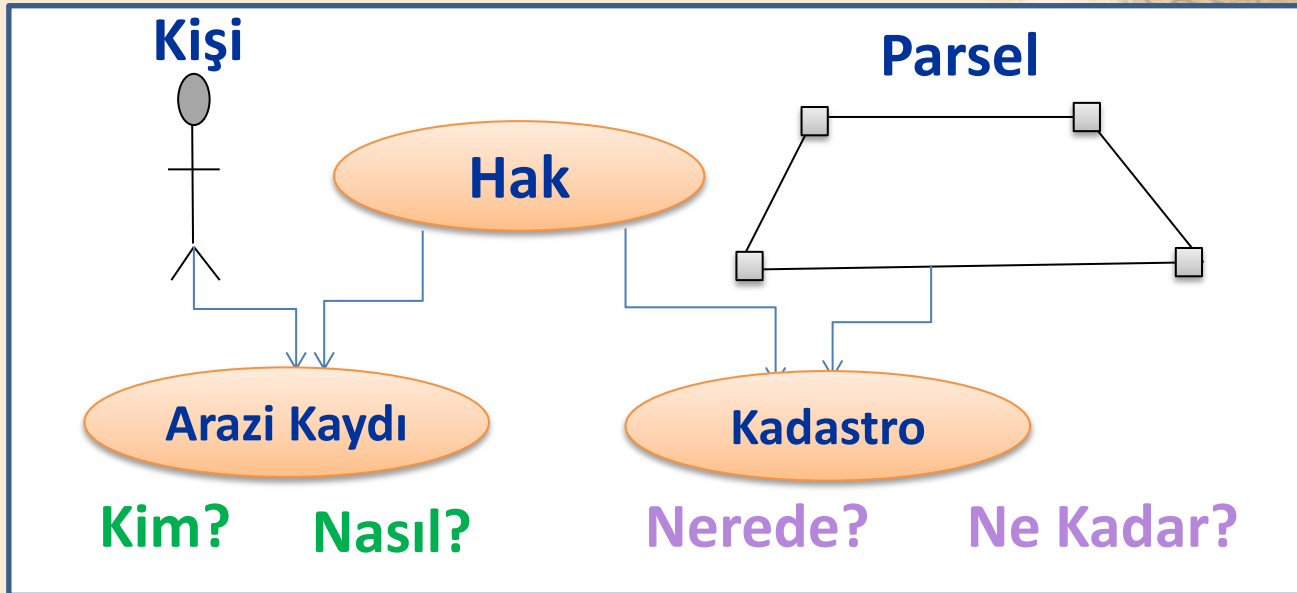 Kişi
Parsel
Hak
Arazi Kaydı
Kadastro
Kim?
Nasıl?
Nerede?
Ne Kadar?